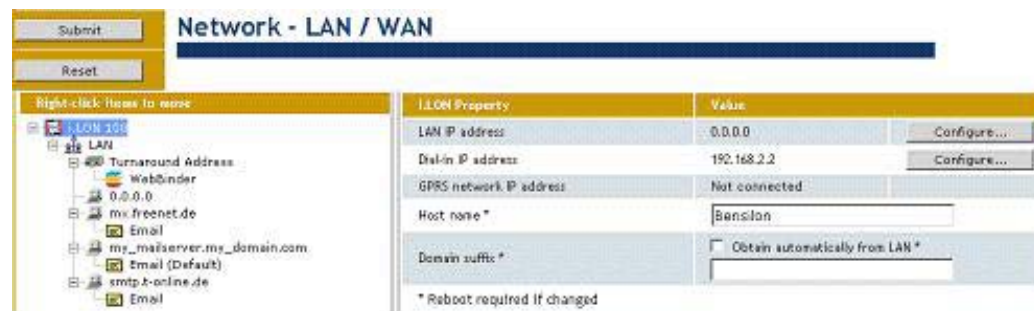 Submit
Network - LAN / WAN
Reset
Right-click items to move
i.LON 100
LAN
Turnaround Address
WebBinder
0.0.0.0
mx.freenet.de
Email
my_mailserver.my_domain.com
Email (Default)
smtp.t-online.de
Email
i.LON Property Value
LAN IP address 0.0.0.0 Configure...
Dial-in IP address 192.168.2.2 Configure...
GPRS network IP address Not connected
Host name * Bensilon
Domain suffix * Obtain automatically from LAN *
* Reboot required if changed